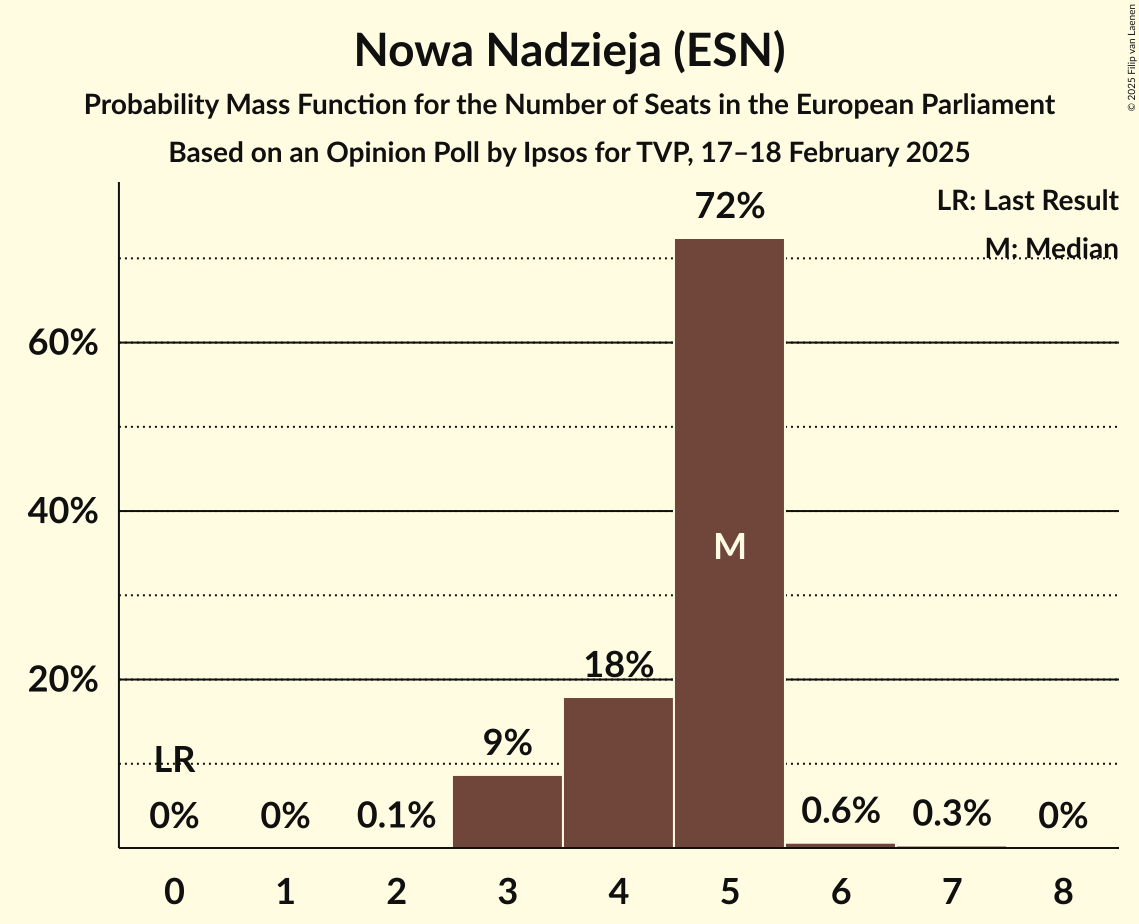 Nowa Nadzieja (ESN)
Probability Mass Function for the Number of Seats in the European Parliament
Based on an Opinion Poll by Ipsos for TVP, 17–18 February 2025
© 2025 Filip van Laenen
LR: Last Result
M: Median
72%
60%
40%
M
20%
18%
9%
LR
0%
0%
0.1%
0.6%
0.3%
0%
0 1 2 3 4 5 6 7 8